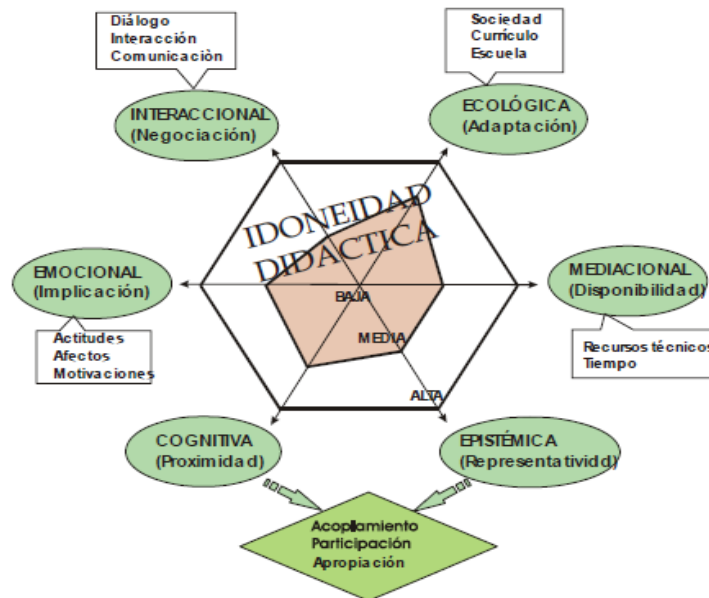 Diálogo
Interacción
Comunicaciòn
Sociedad
Currículo
Escuela
INTERACCIONAL
(Negociación)
ECOLÓGICA
(Adaptación)
IDONEIDAD
DIDACTICA
EMOCIONAL
(Implicación)
MEDIACIONAL
(Disponibilidad)
BAJA
MEDIA
ALTA
Actitudes
Afectos
Motivaciones
Recursos técnicos
Tiempo
COGNITIVA
(Proximidad)
EPISTÉMICA
(Representatividd)
Acoplamiento
Participación
Apropiación